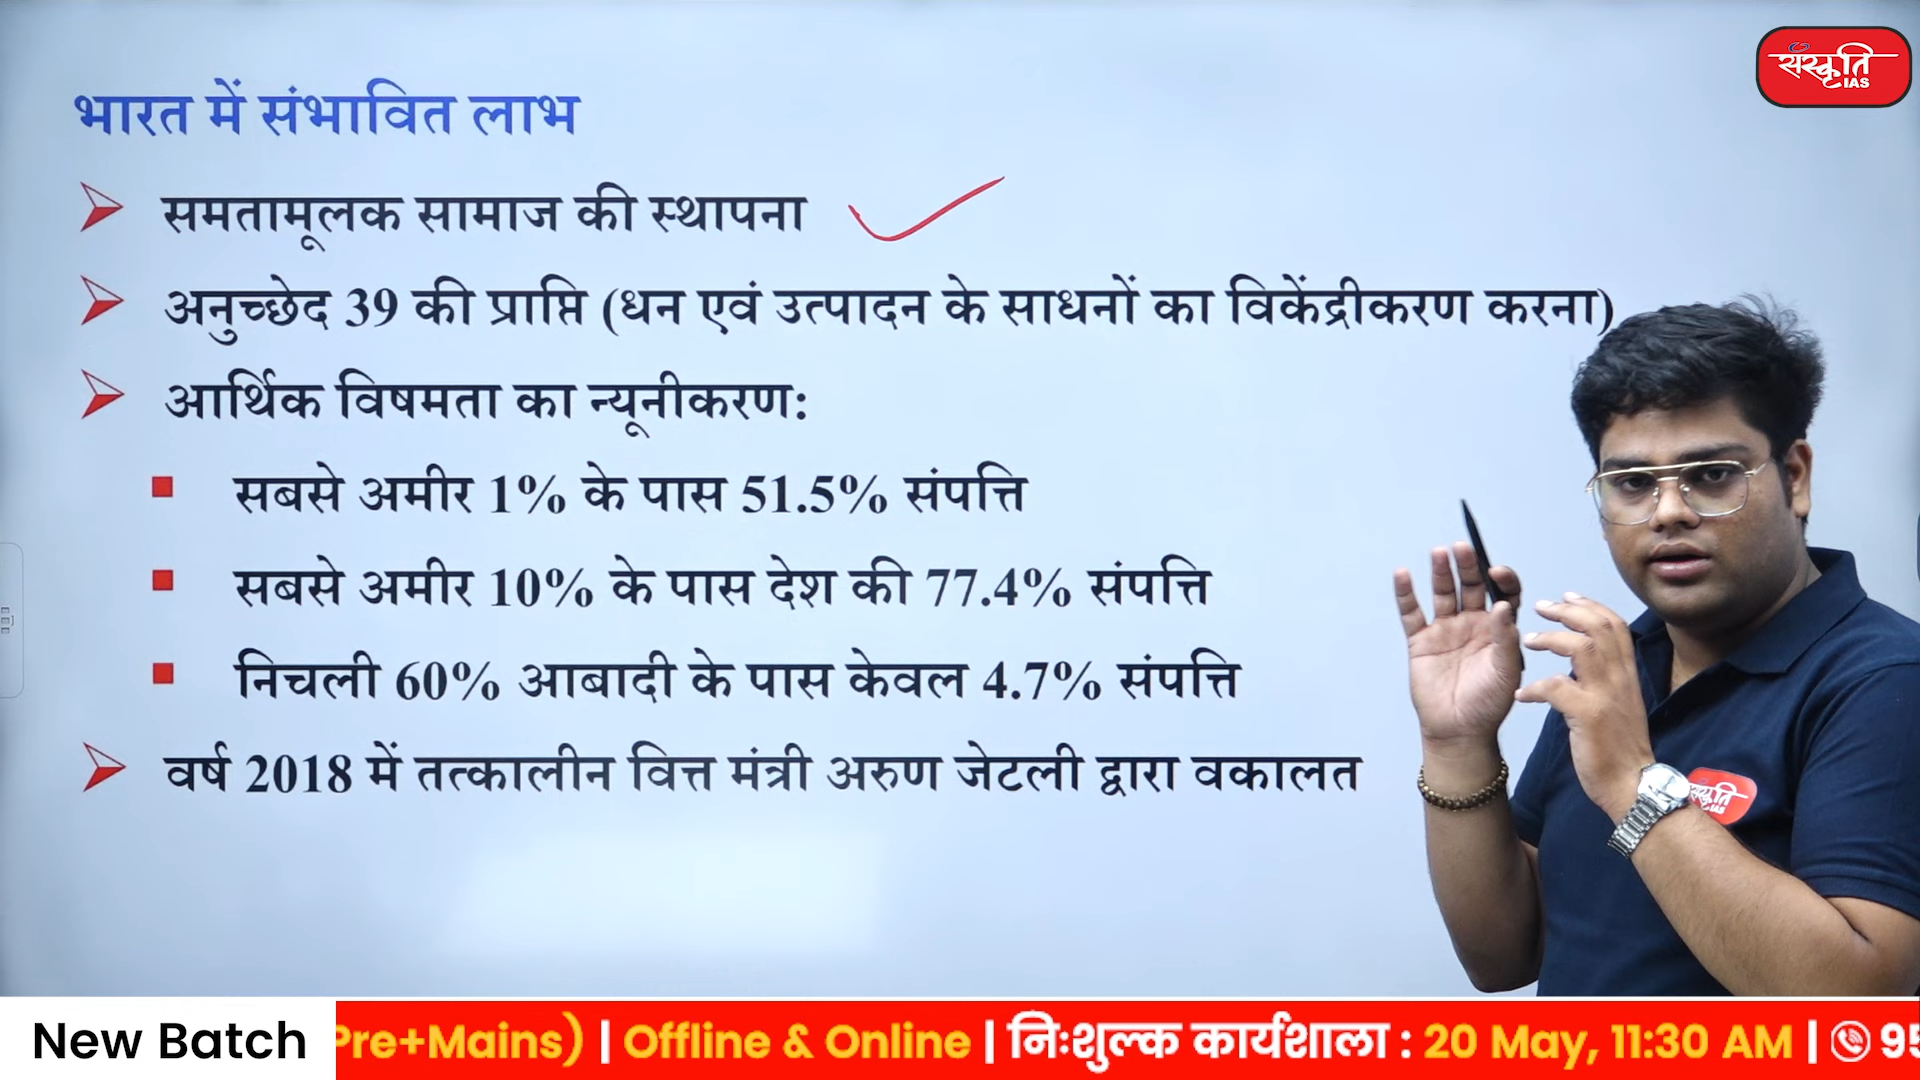 संस्कृति
IAS
भारत में संभावित लाभ
समतामूलक सामाज की स्थापना
अनुच्छेद 39 की प्राप्ति (धन एवं उत्पादन के साधनों का विकेंद्रीकरण करना)
आर्थिक विषमता का न्यूनीकरण:
सबसे अमीर 1% के पास 51.5% संपत्ति
सबसे अमीर 10% के पास देश की 77.4% संपत्ति
निचली 60% आबादी के पास केवल 4.7% संपत्ति
वर्ष 2018 में तत्कालीन वित्त मंत्री अरुण जेटली द्वारा वकालत
संस्कृति
IAS
New Batch Pre+Mains) | Offline & Online | निःशुल्क कार्यशाला : 20 May, 11:30 AM | 95